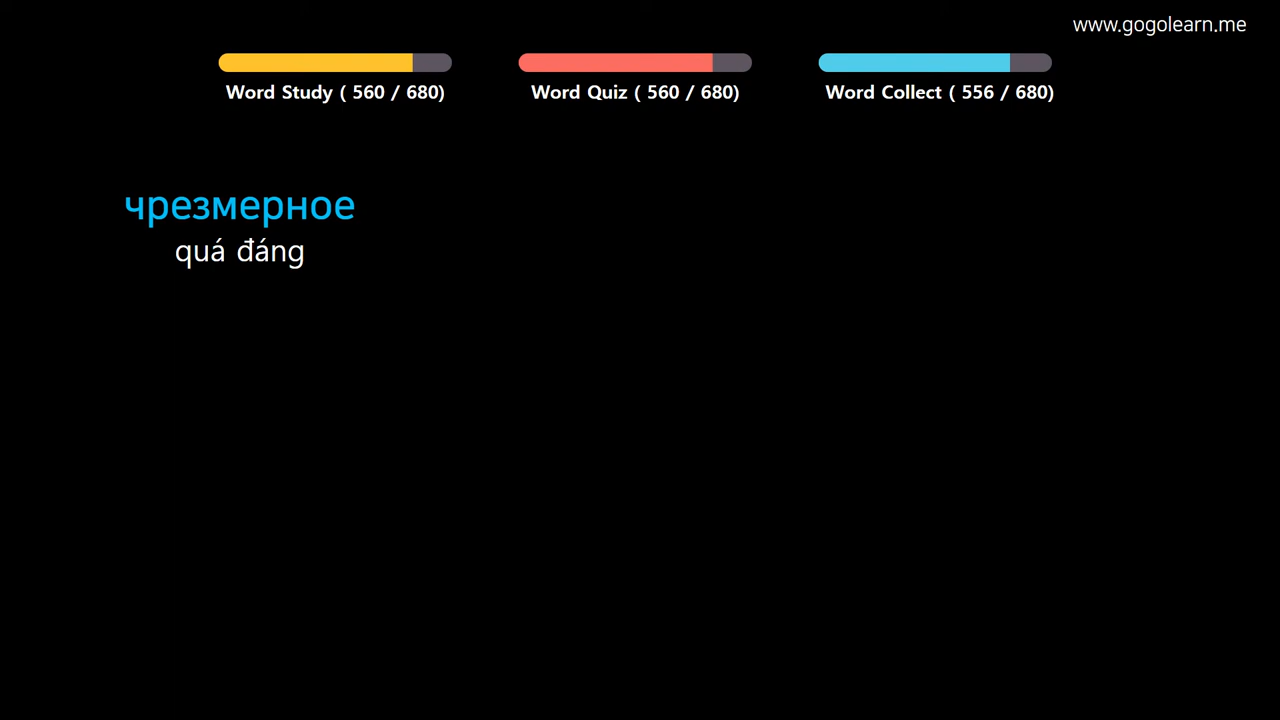 www.gogolearn.me
Word Study ( 560 / 680)
Word Quiz ( 560 / 680)
Word Collect ( 556 / 680)
чрезмерное
quá đáng